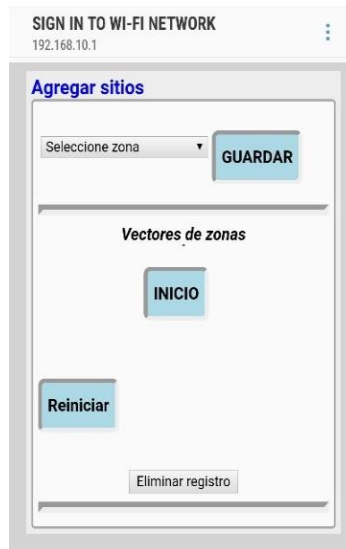 SIGN IN TO WI-FI NETWORK
192.168.10.1
Agregar sitios
Seleccione zona
GUARDAR
Vectores de zonas
INICIO
Reiniciar
Eliminar registro